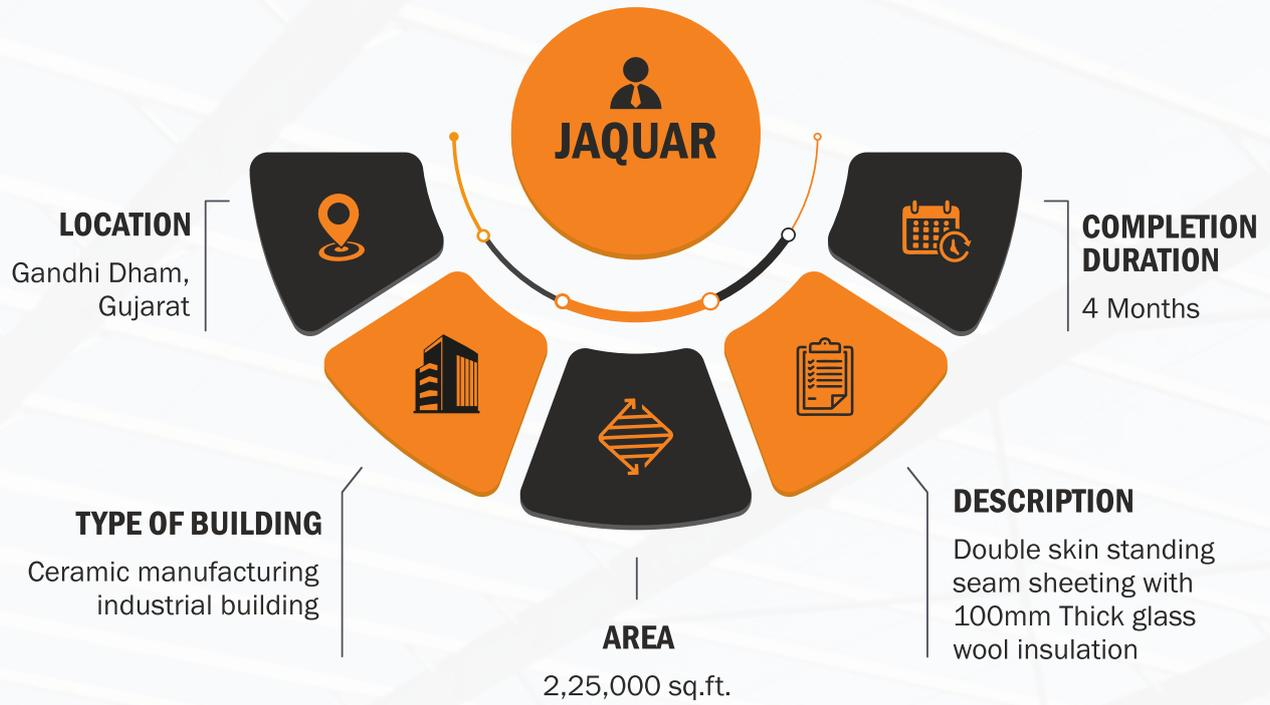 JAQUAR
LOCATION
Gandhi Dham,
Gujarat
TYPE OF BUILDING
Ceramic manufacturing
industrial building
AREA
2,25,000 sq.ft.
DESCRIPTION
Double skin standing
seam sheeting with
100mm Thick glass
wool insulation
COMPLETION
DURATION
4 Months